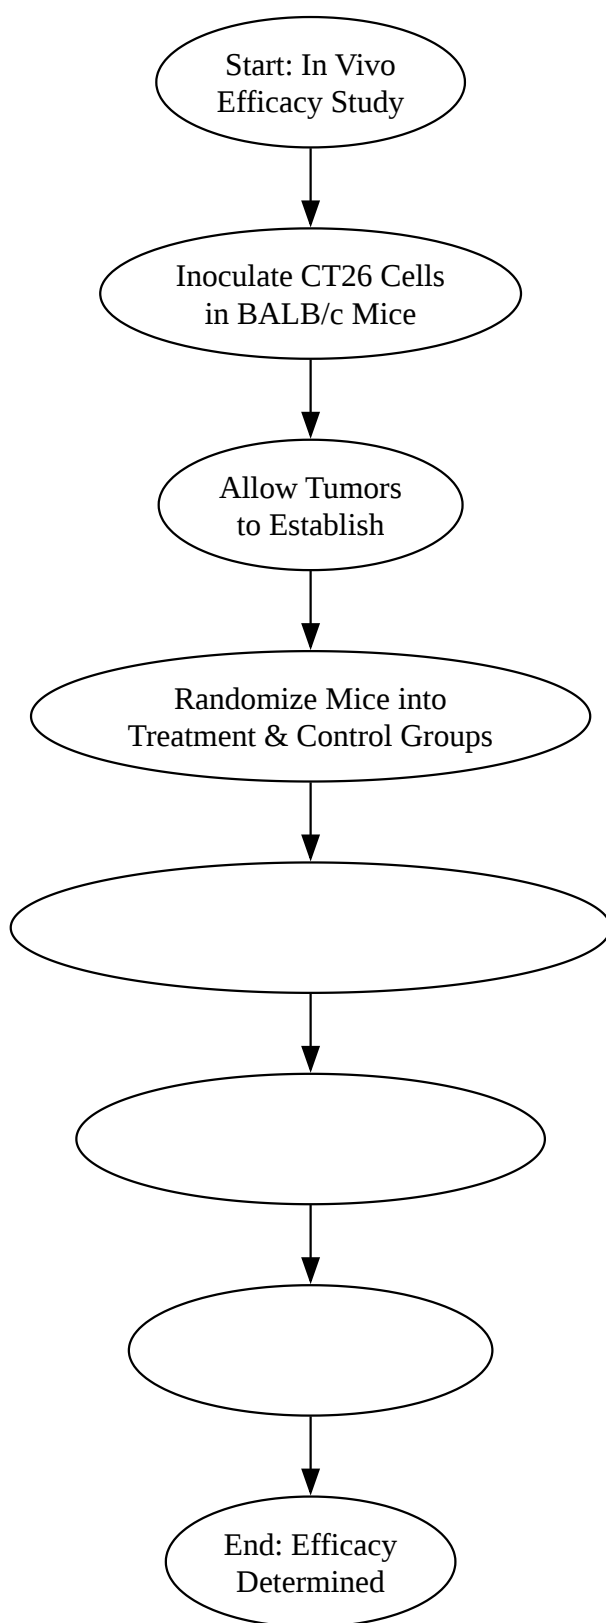 Start: In Vivo
Efficacy Study
Inoculate CT26 Cells
in BALB/c Mice
Allow Tumors
to Establish
Randomize Mice into
Treatment & Control Groups
End: Efficacy
Determined